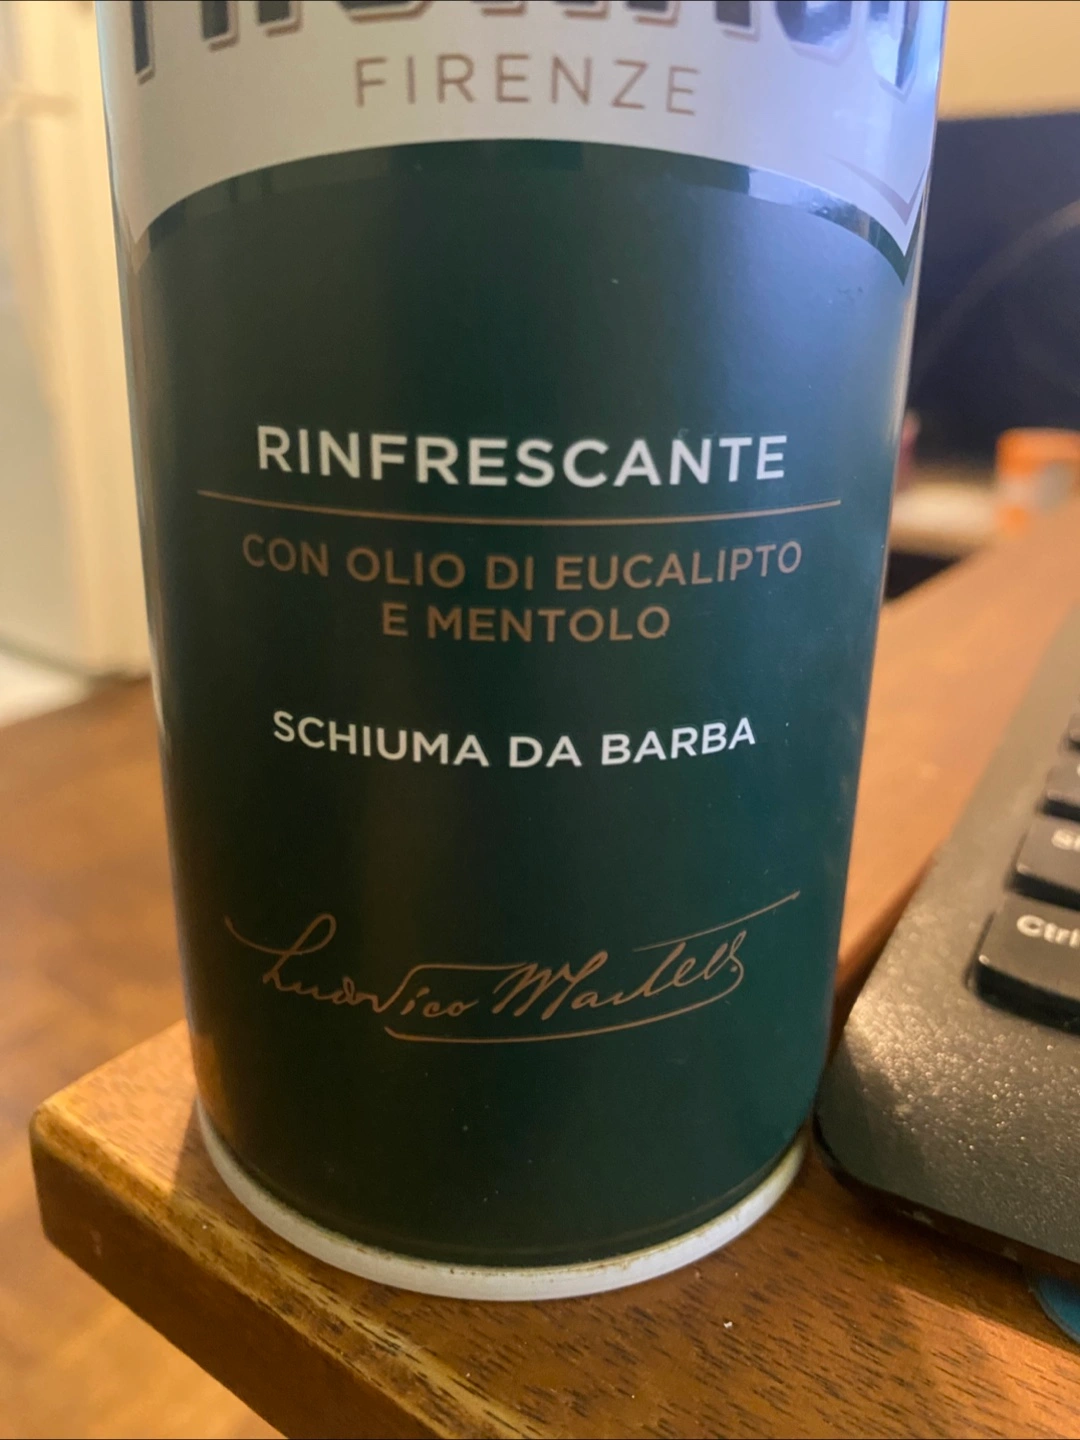 FIRENZE
RINFRESCANTE
CON OLIO DI EUCALIPTO
E MENTOLO
SCHIUMA DA BARBA
Ludovico Martelli
Ctrl